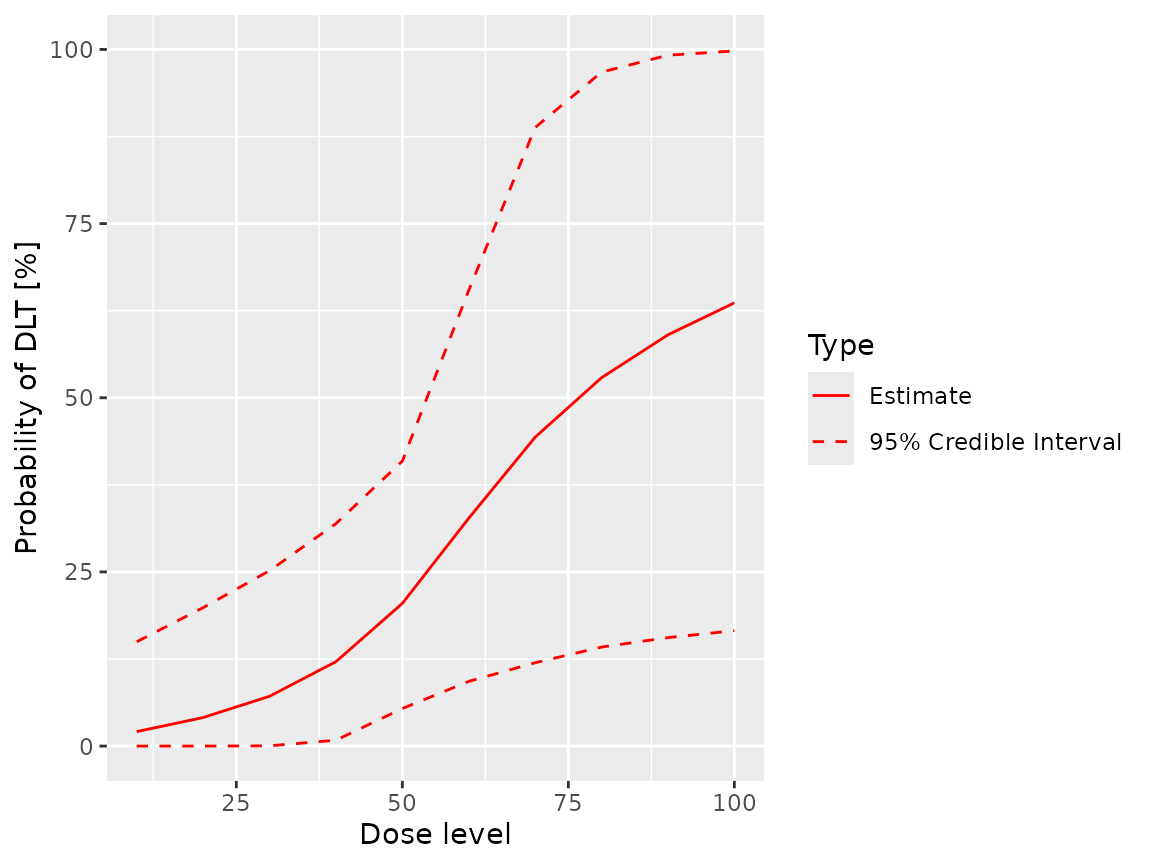 100
75
50
25
0
Probability of DLT [%]
25 50 75 100
Dose level
Type
Estimate
95% Credible Interval